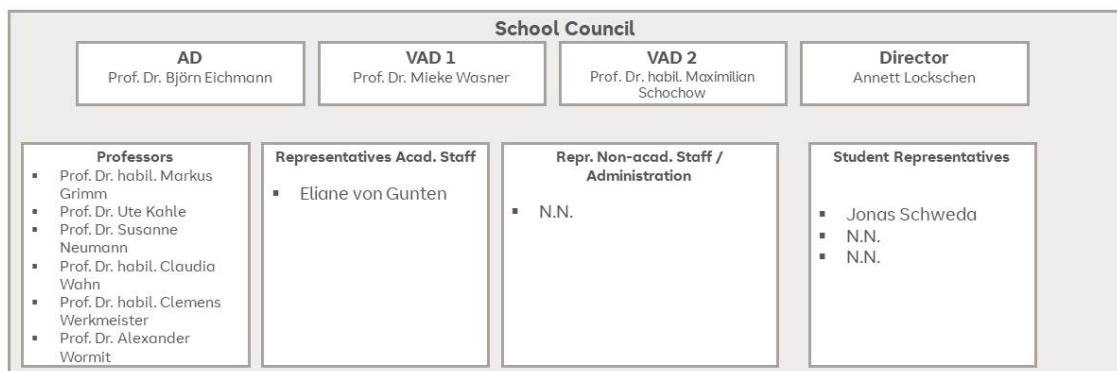 School Council
AD
Prof. Dr. Björn Eichmann
VAD 1
Prof. Dr. Mieke Wasner
VAD 2
Prof. Dr. habil. Maximilian
Schochow
Director
Annett Lockschen
Professors
▪ Prof. Dr. habil. Markus
Grimm
▪ Prof. Dr. Ute Kahle
▪ Prof. Dr. Susanne
Neumann
▪ Prof. Dr. habil. Claudia
Wahn
▪ Prof. Dr. habil. Clemens
Werkmeister
▪ Prof. Dr. Alexander
Wormit
Representatives Acad. Staff
▪ Eliane von Gunten
Repr. Non-acad. Staff /
Administration
▪ N.N.
Student Representatives
▪ Jonas Schweda
▪ N.N.
▪ N.N.